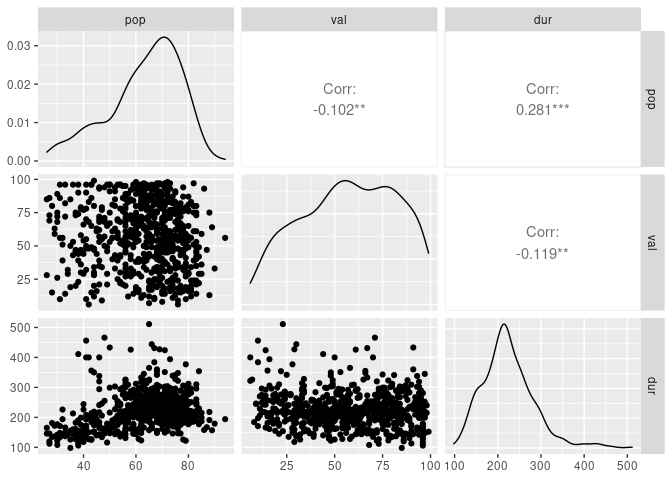 pop val dur
0.03
0.02
0.01
0.00
Corr:
-0.102**
Corr:
0.281***
pop
100
75
50
25
Corr:
-0.119**
val
500
400
300
200
100
dur
40 60 80
25 50 75 100
100 200 300 400 500